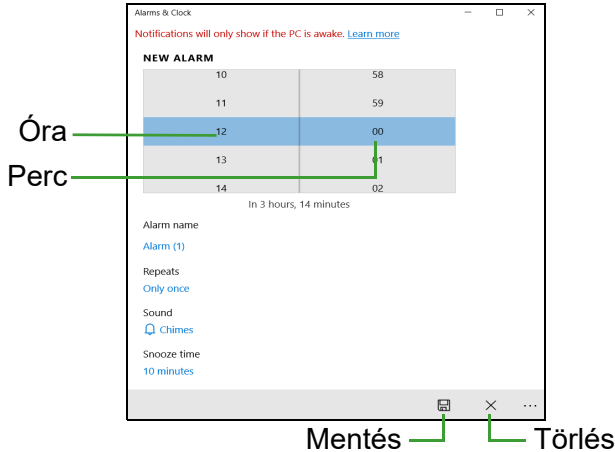 Alarms & Clock
Notifications will only show if the PC is awake. Learn more
NEW ALARM
10 58
11 59
Óra 12 00
13 01
Perc
14 02
In 3 hours, 14 minutes
Alarm name
Alarm (1)
Repeats
Only once
Sound
Chimes
Snooze time
10 minutes
Mentés Törlés